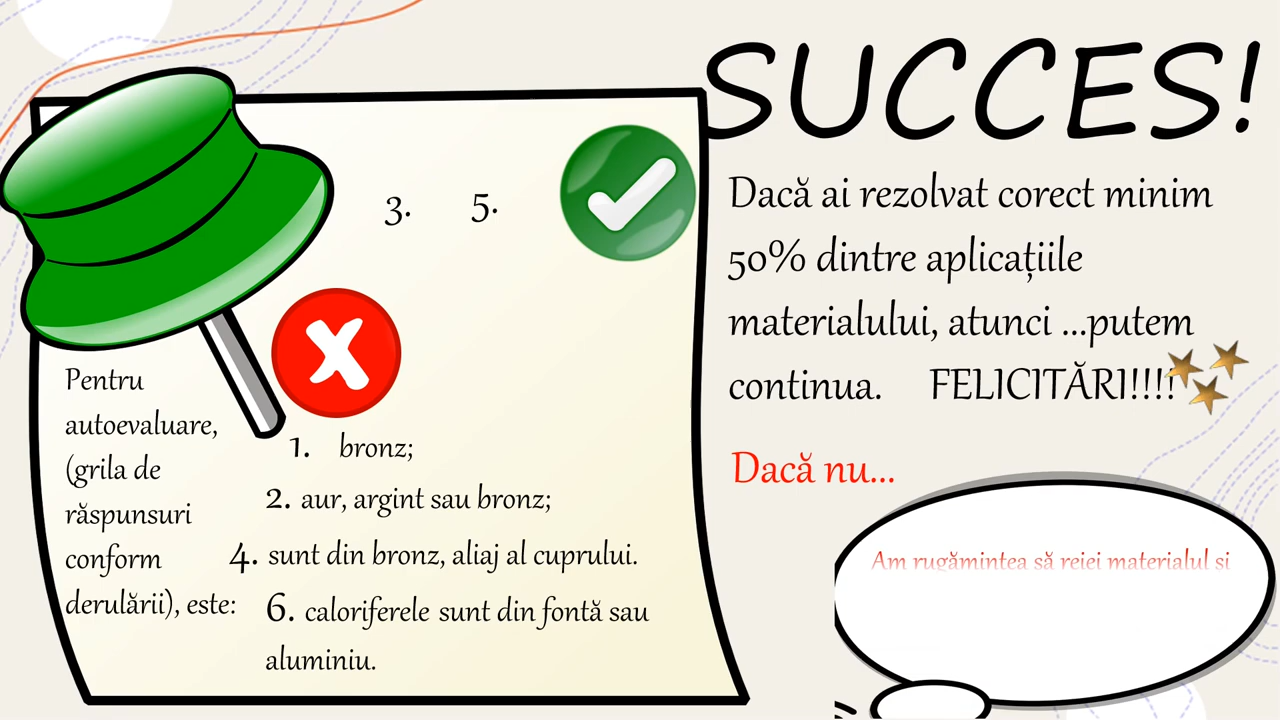 SUCCES!
3. 5.
Pentru
autoevaluare,
(grila de
răspunsuri
conform
derulării), este:
1. bronz;
2. aur, argint sau bronz;
4. sunt din bronz, aliaj al cuprului.
6. caloriferele sunt din fontă sau
aluminiu.
Dacă ai rezolvat corect minim
50% dintre aplicațiile
materialului, atunci ...putem
continua. FELICITĂRI!!!!
Dacă nu...
Am rugămintea să reiei materialul și